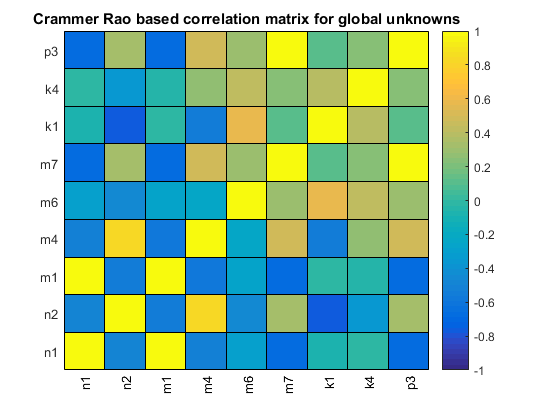 Crammer Rao based correlation matrix for global unknowns
p3
k4
k1
m7
m6
m4
m1
n2
n1
n1 n2 m1 m4 m6 m7 k1 k4 p3
1
0.8
0.6
0.4
0.2
0
-0.2
-0.4
-0.6
-0.8
-1